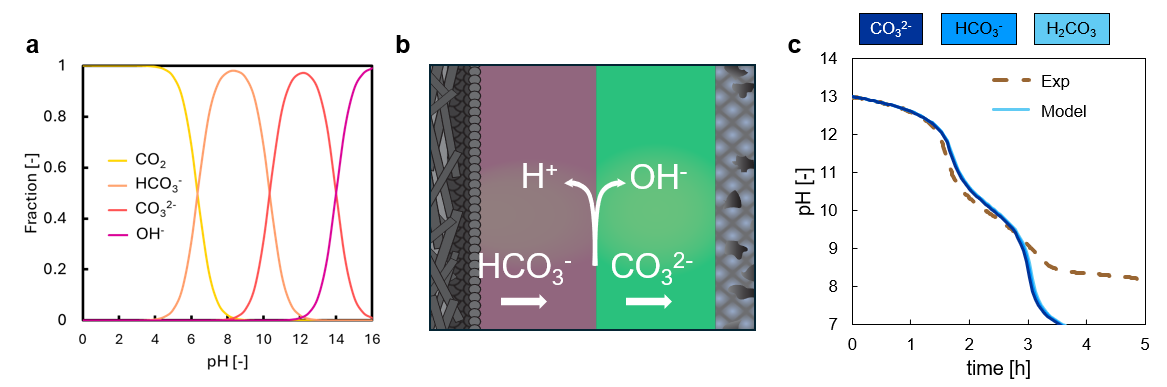 a
1
0.8
0.6
0.4
0.2
0
Fraction [-]
CO₂
HCO₃⁻
CO₃²⁻
OH⁻
0 2 4 6 8 10 12 14 16
pH [-]
b
H⁺ OH⁻
HCO₃⁻ CO₃²⁻
CO₃²⁻ HCO₃⁻ H₂CO₃
c
14
13
12
11
10
9
8
7
pH [-]
Exp
Model
0 1 2 3 4 5
time [h]